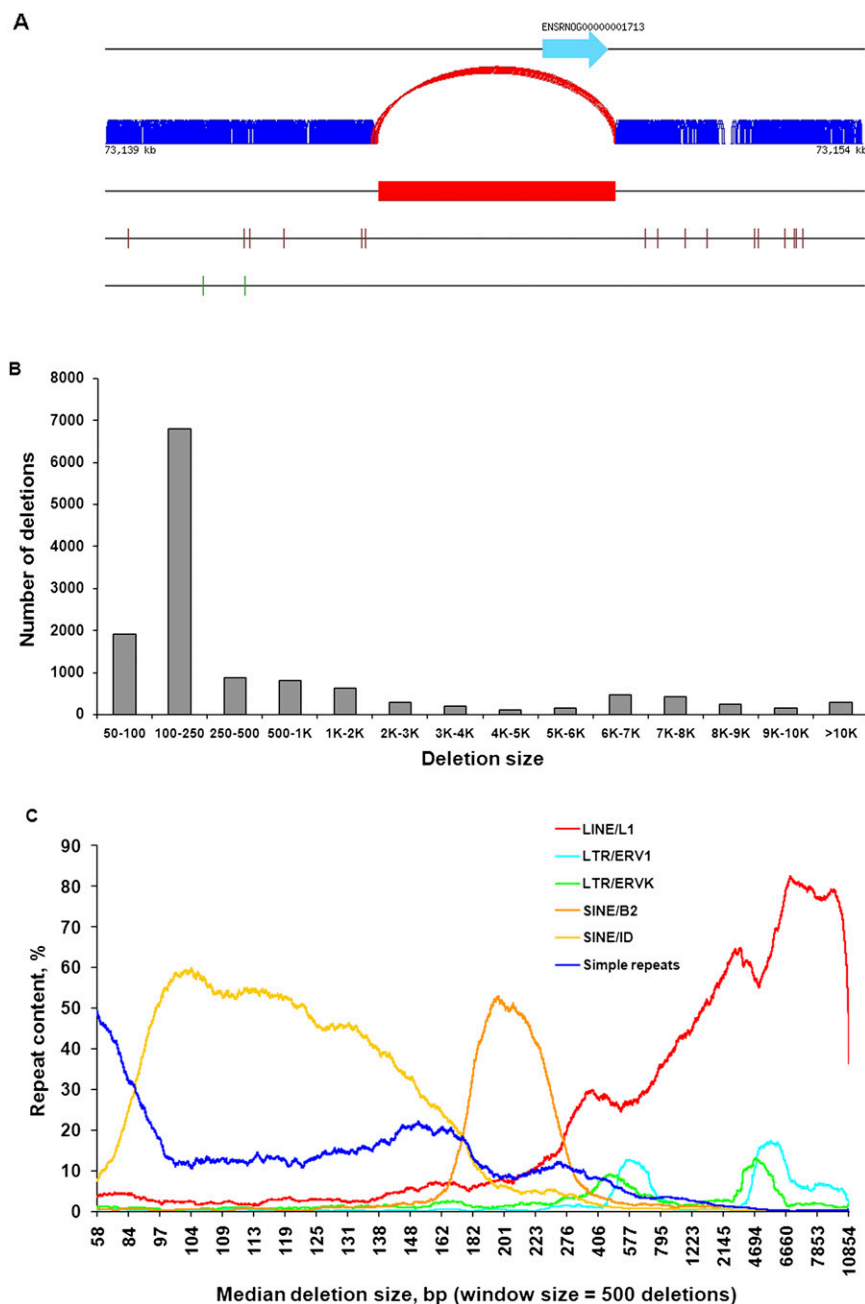 A
ENSRNOG00000001713
73,139 kb
73,154 kb
B
Number of deletions
8000
7000
6000
5000
4000
3000
2000
1000
0
50-100 100-250 250-500 500-1K 1K-2K 2K-3K 3K-4K 4K-5K 5K-6K 6K-7K 7K-8K 8K-9K 9K-10K >10K
Deletion size
C
LINE/L1
LTR/ERV1
LTR/ERVK
SINE/B2
SINE/ID
Simple repeats
Repeat content, %
90
80
70
60
50
40
30
20
10
0
58 84 97 104 109 113 119 125 131 138 148 162 182 201 223 276 406 577 795 1223 2145 4694 6660 7853 10854
Median deletion size, bp (window size = 500 deletions)